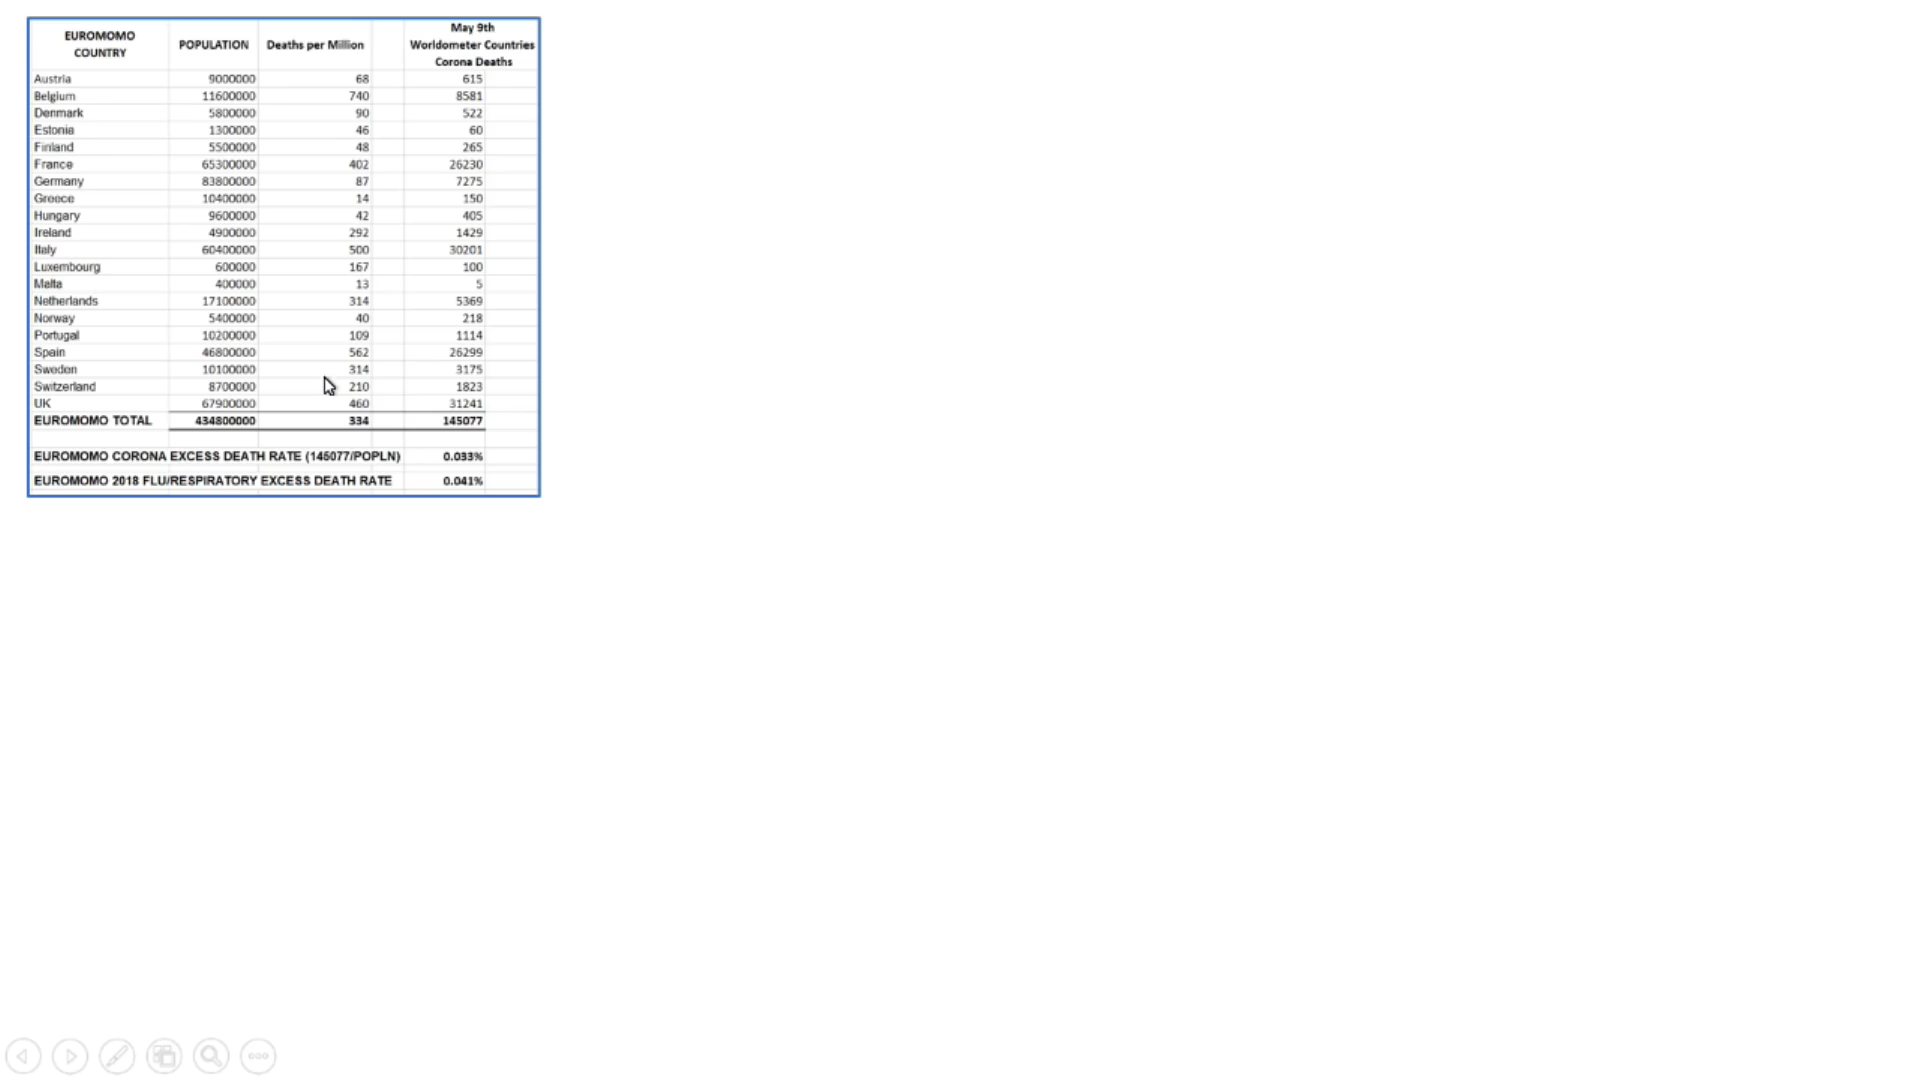 EUROMOMO COUNTRY POPULATION Deaths per Million May 9th Worldometer Countries Corona Deaths
Austria 9000000 68 615
Belgium 11600000 740 8581
Denmark 5800000 90 522
Estonia 1300000 46 60
Finland 5500000 48 265
France 65300000 402 26230
Germany 83800000 87 7275
Greece 10400000 14 150
Hungary 9600000 42 405
Ireland 4900000 292 1429
Italy 60400000 500 30201
Luxembourg 600000 167 100
Malta 400000 13 5
Netherlands 17100000 314 5369
Norway 5400000 40 218
Portugal 10200000 109 1114
Spain 46800000 562 26299
Sweden 10100000 314 3175
Switzerland 8700000 210 1823
UK 67900000 460 31241
EUROMOMO TOTAL 434800000 334 145077
EUROMOMO CORONA EXCESS DEATH RATE (145077/POPLN) 0.033%
EUROMOMO 2018 FLU/RESPIRATORY EXCESS DEATH RATE 0.041%